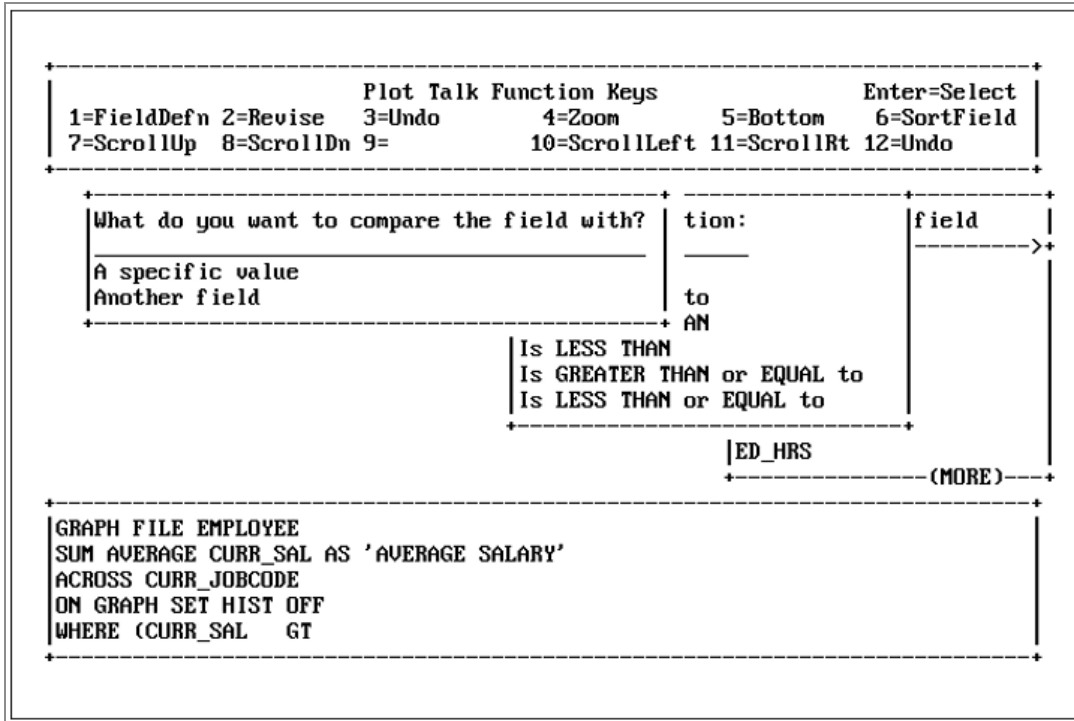 Plot Talk Function Keys Enter=Select
1=FieldDefn 2=Revise 3=Undo 4=Zoom 5=Bottom 6=SortField
7=ScrollUp 8=ScrollDn 9= 10=ScrollLeft 11=ScrollRt 12=Undo
What do you want to compare the field with? tion: field
A specific value
Another field to
AN
Is LESS THAN
Is GREATER THAN or EQUAL to
Is LESS THAN or EQUAL to
ED_HRS
(MORE)
GRAPH FILE EMPLOYEE
SUM AVERAGE CURR_SAL AS 'AVERAGE SALARY'
ACROSS CURR_JOBCODE
ON GRAPH SET HIST OFF
WHERE (CURR_SAL GT